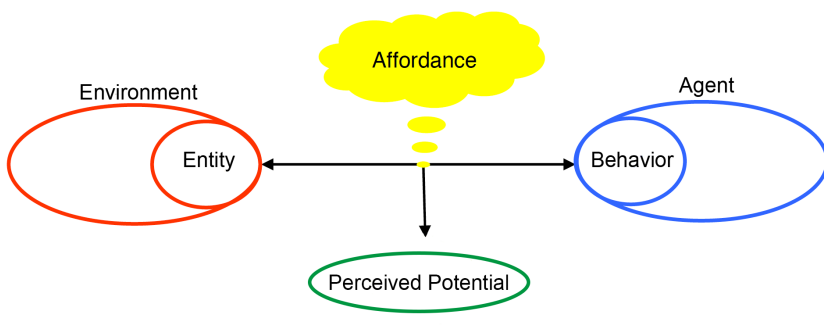 Affordance
Environment
Agent
Entity
Behavior
Perceived Potential